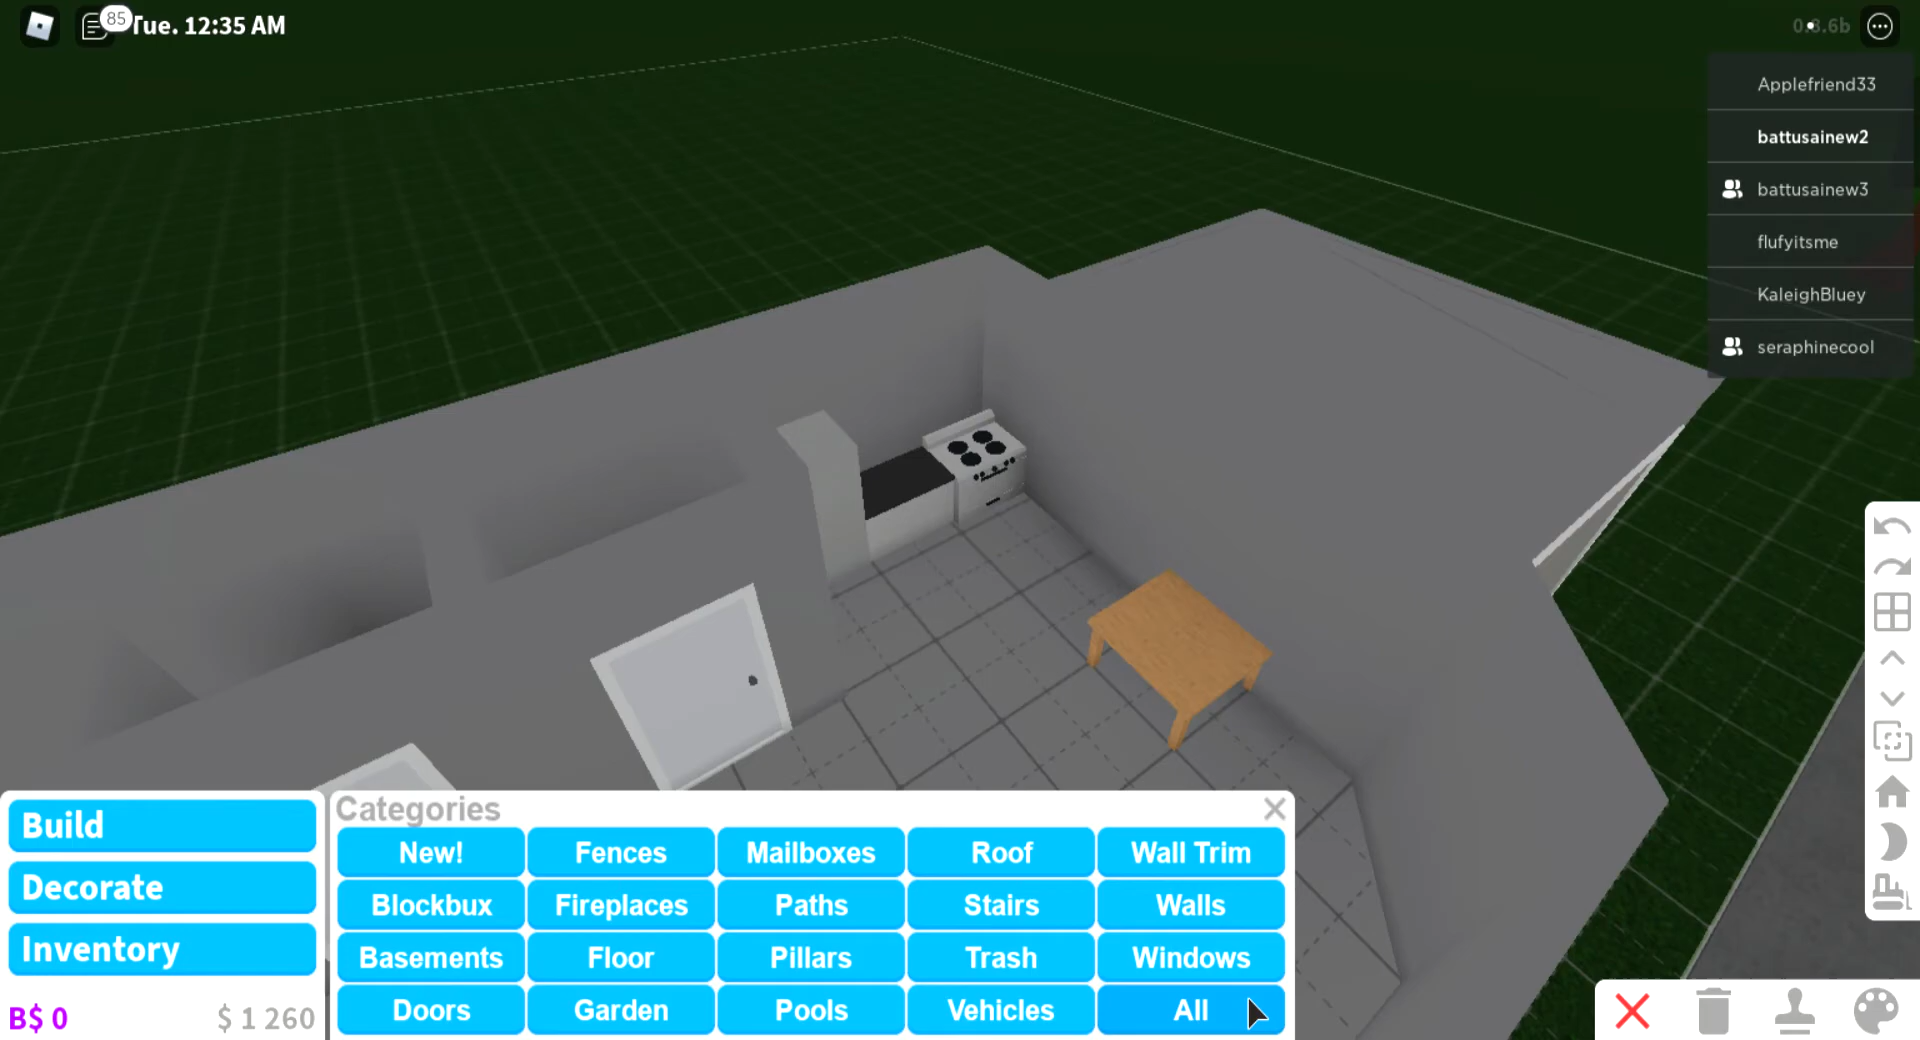 85
Tue. 12:35 AM
Applefriend33
battusainew2
battusainew3
flufyitsme
KaleighBluey
seraphinecool
Build
Decorate
Inventory
B$ 0
$ 1 260
Categories
New!
Fences
Mailboxes
Roof
Wall Trim
Blockbux
Fireplaces
Paths
Stairs
Walls
Basements
Floor
Pillars
Trash
Windows
Doors
Garden
Pools
Vehicles
All